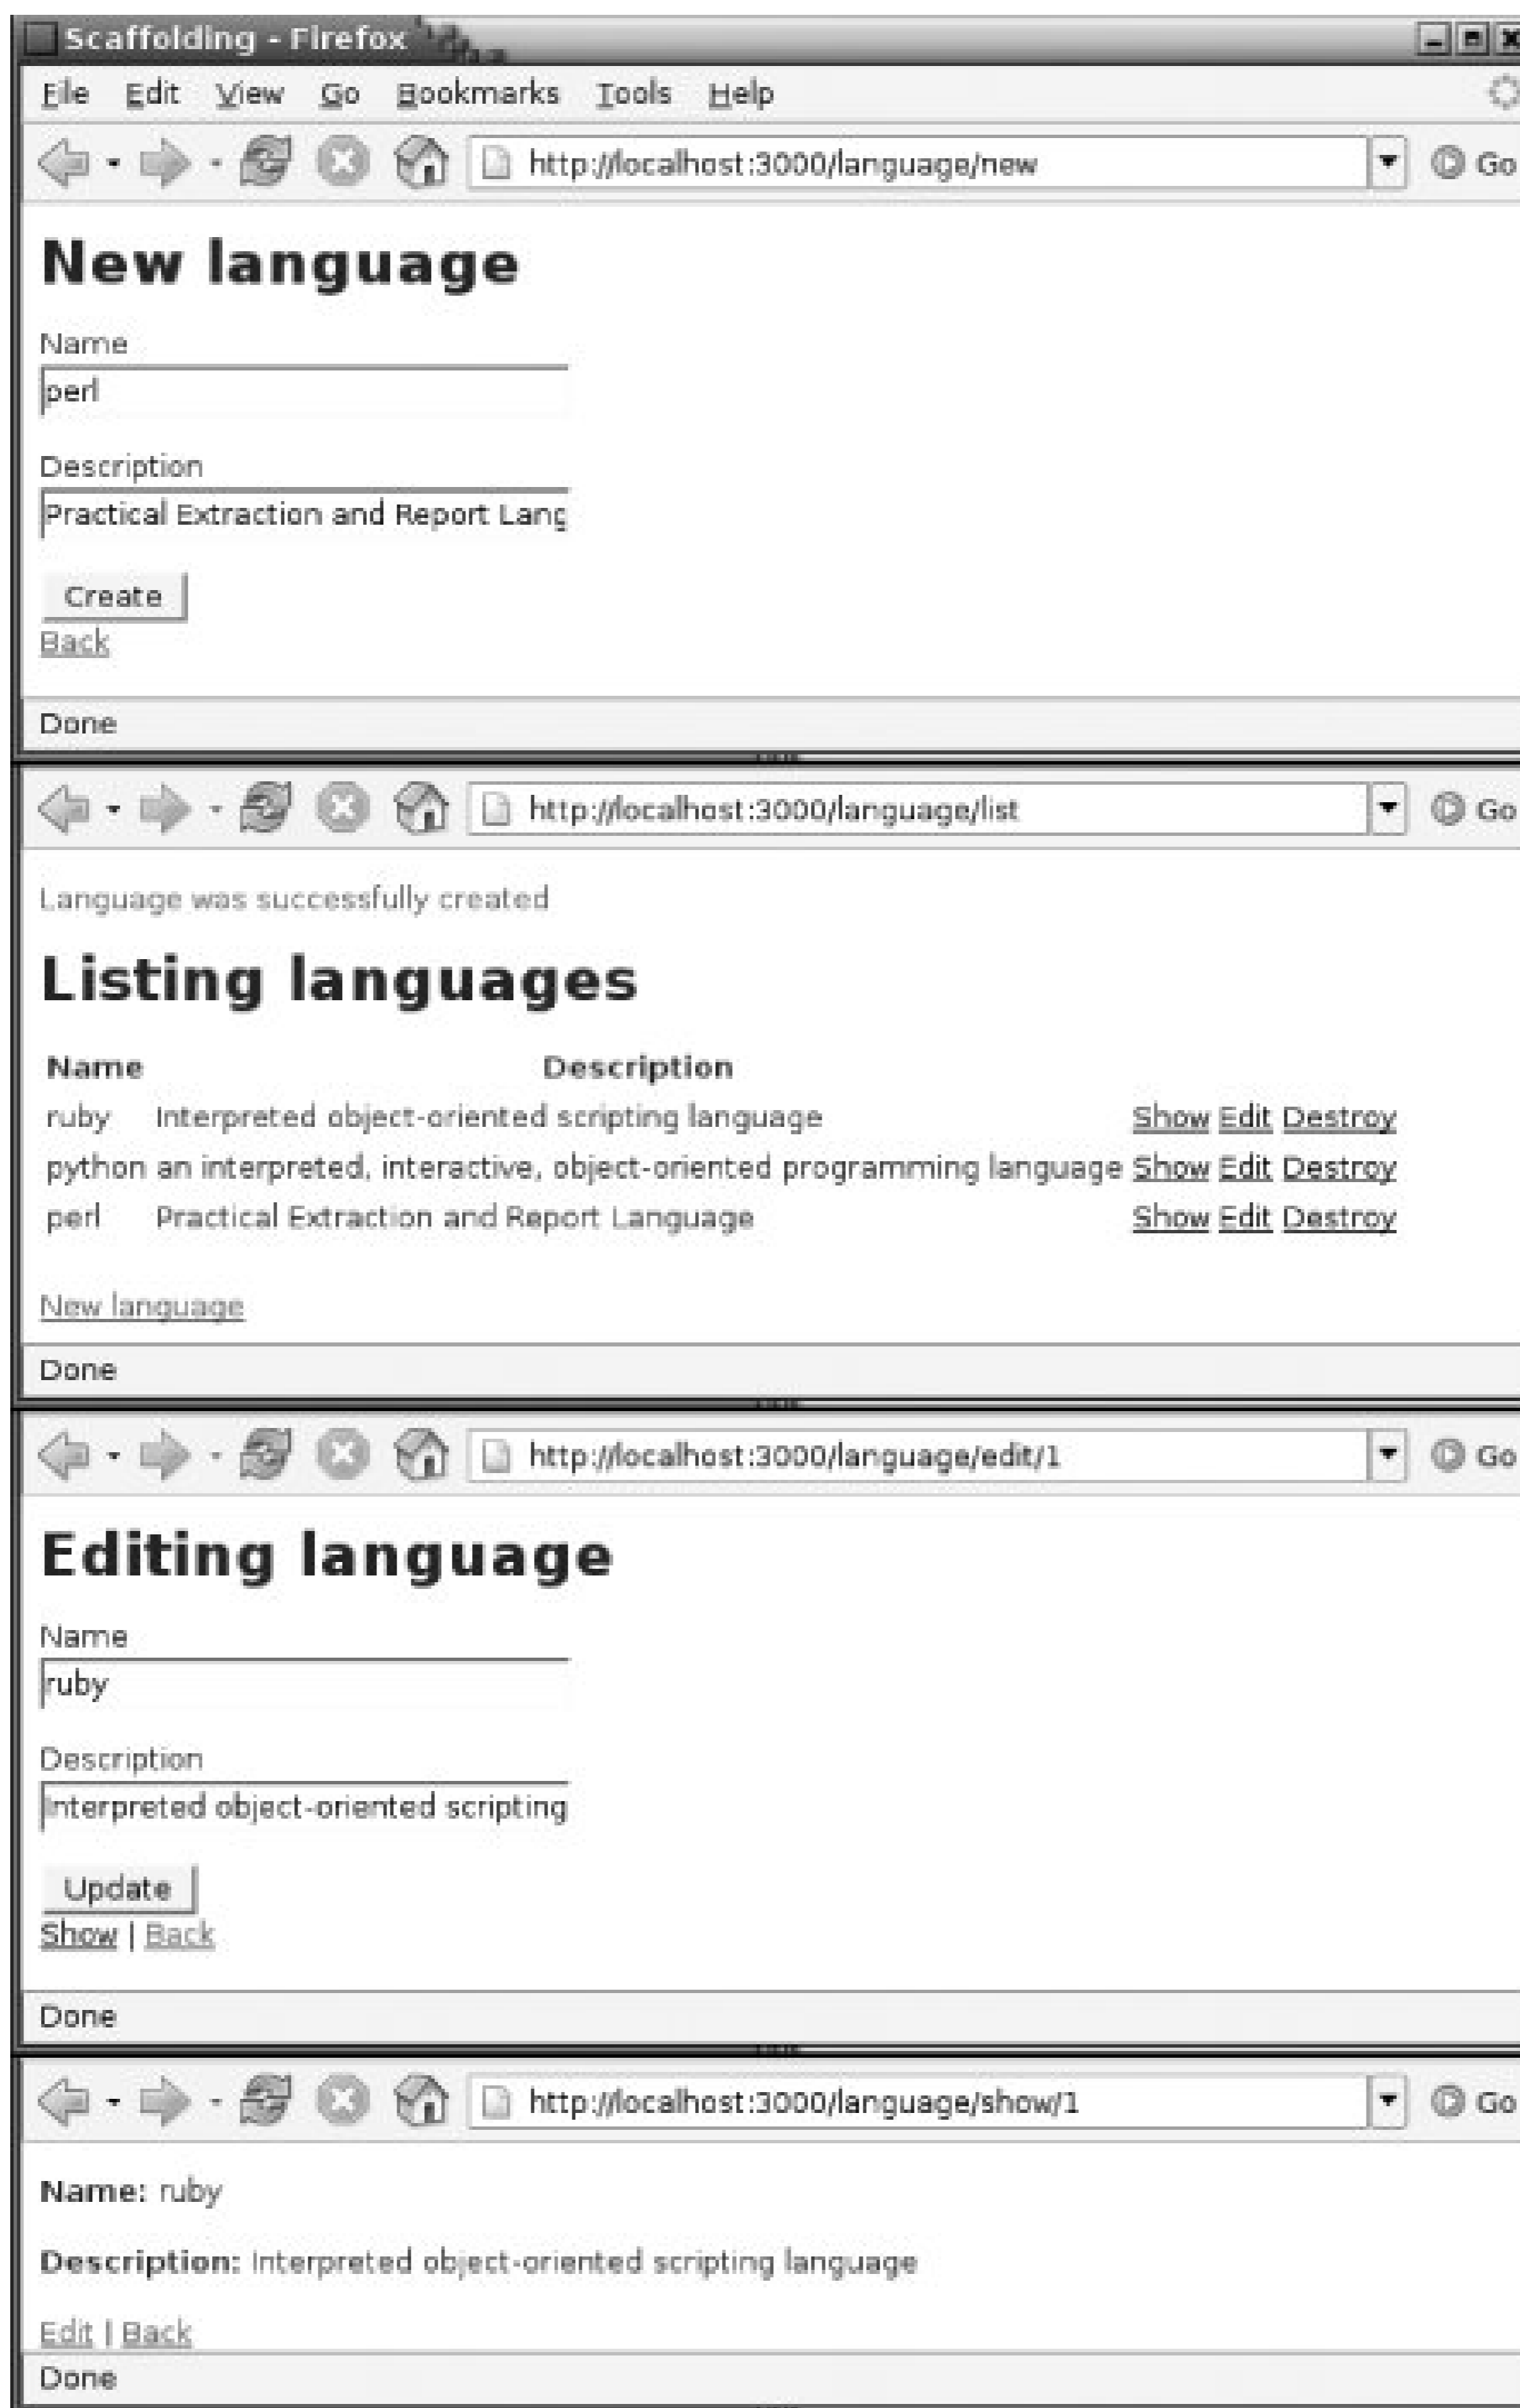 Scaffolding - Firefox
File Edit View Go Bookmarks Tools Help
http://localhost:3000/language/new Go
New language
Name
perl
Description
Practical Extraction and Report Lang
Create
Back
Done
http://localhost:3000/language/list Go
Language was successfully created
Listing languages
Name Description
ruby Interpreted object-oriented scripting language Show Edit Destroy
python an interpreted, interactive, object-oriented programming language Show Edit Destroy
perl Practical Extraction and Report Language Show Edit Destroy
New language
Done
http://localhost:3000/language/edit/1 Go
Editing language
Name
ruby
Description
Interpreted object-oriented scripting
Update
Show | Back
Done
http://localhost:3000/language/show/1 Go
Name: ruby
Description: Interpreted object-oriented scripting language
Edit | Back
Done